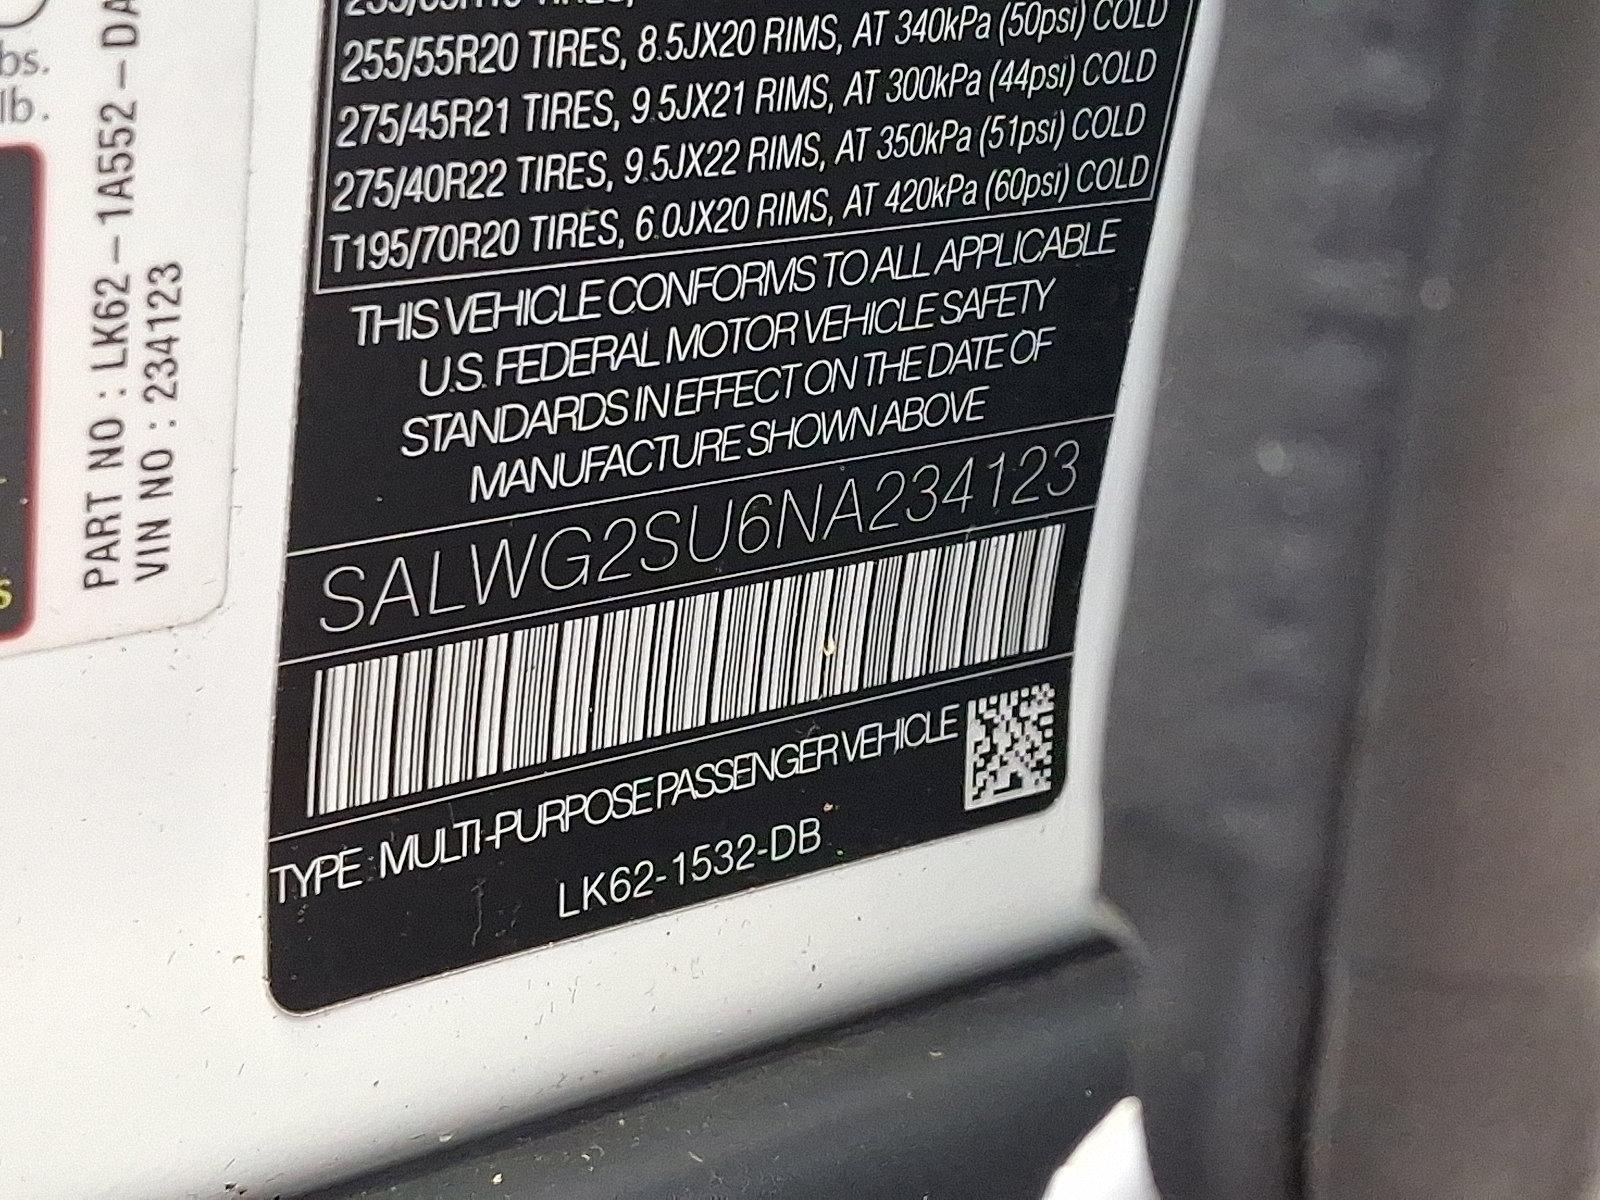 bs.
lb.
PART NO : LK62-1A552-DA
VIN NO : 234123
255/55R20 TIRES, 8.5JX20 RIMS, AT 340kPa (50psi) COLD
275/45R21 TIRES, 9.5JX21 RIMS, AT 300kPa (44psi) COLD
275/40R22 TIRES, 9.5JX22 RIMS, AT 350kPa (51psi) COLD
T195/70R20 TIRES, 6.0JX20 RIMS, AT 420kPa (60psi) COLD
THIS VEHICLE CONFORMS TO ALL APPLICABLE
U.S. FEDERAL MOTOR VEHICLE SAFETY
STANDARDS IN EFFECT ON THE DATE OF
MANUFACTURE SHOWN ABOVE
SALWG2SU6NA234123
TYPE MULTI-PURPOSE PASSENGER VEHICLE
LK62-1532-DB